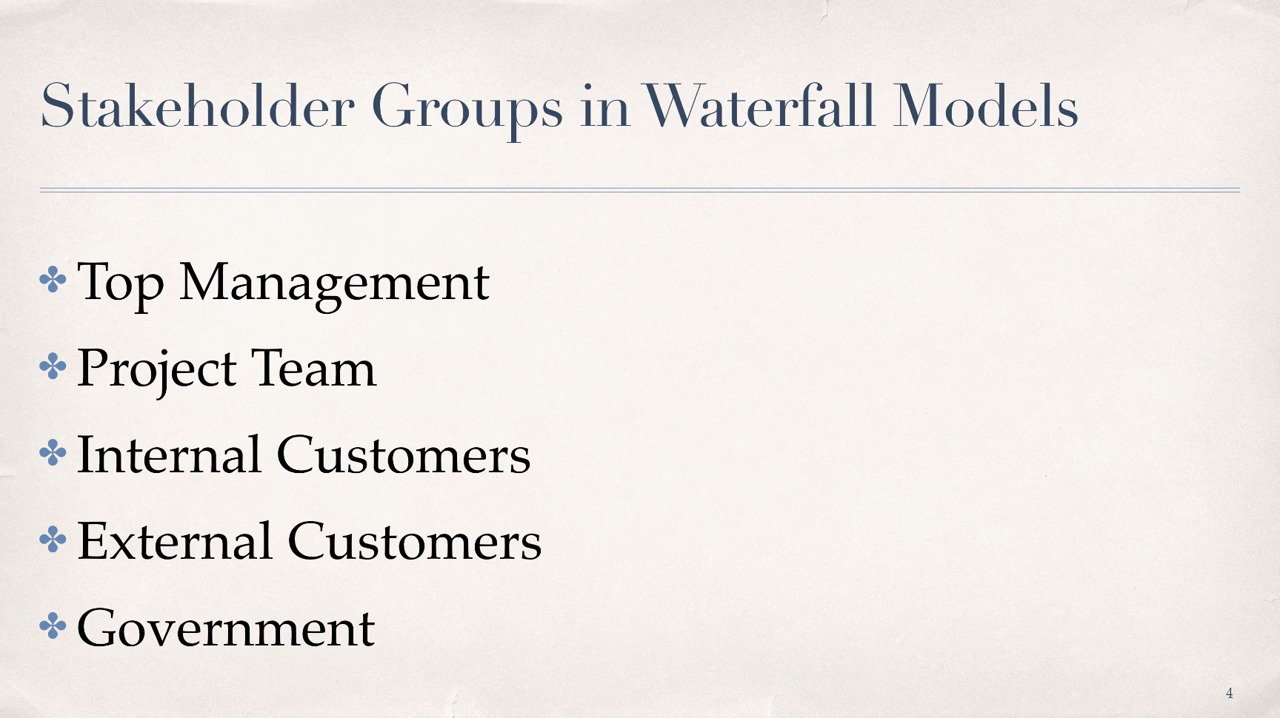 Stakeholder Groups in Waterfall Models
✤ Top Management
✤ Project Team
✤ Internal Customers
✤ External Customers
✤ Government
4